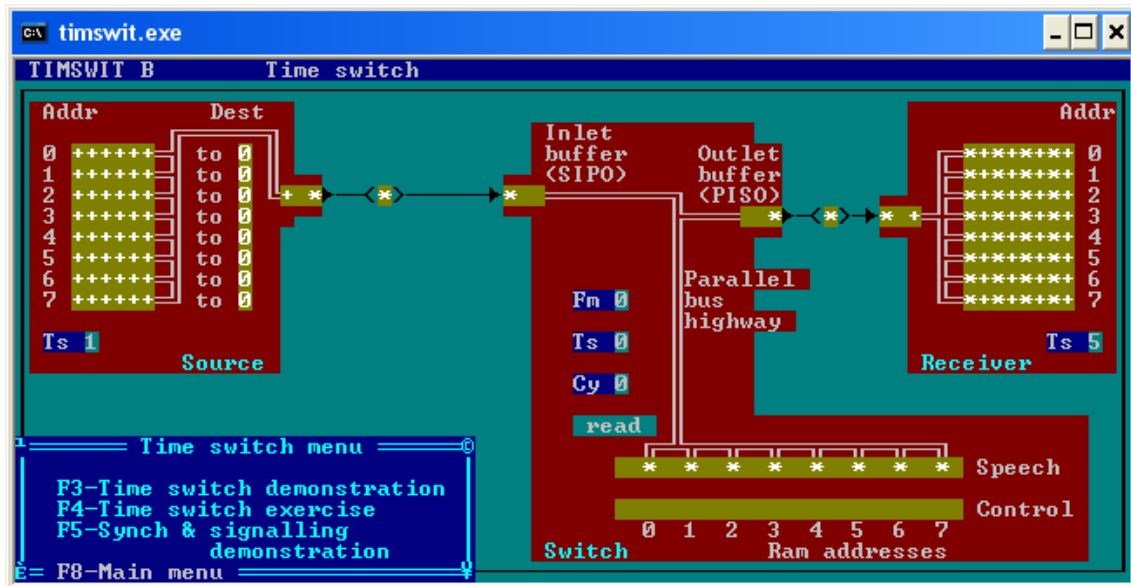 timswit.exe
TIMSWIT B Time switch
Addr Dest
0 ++++++ to 0
1 ++++++ to 0
2 ++++++ to 0
3 ++++++ to 0
4 ++++++ to 0
5 ++++++ to 0
6 ++++++ to 0
7 ++++++ to 0
+ * <*>
Ts 1
Source
Inlet
buffer
(SIPO)
*
Outlet
buffer
(PISO)
* <*> * +
Parallel
bus
highway
Fm 0
Ts 0
Cy 0
read
* * * * * * * * Speech
Control
0 1 2 3 4 5 6 7
Switch Ram addresses
Addr
*+*+*+*+ 0
*+*+*+*+ 1
*+*+*+*+ 2
*+*+*+*+ 3
*+*+*+*+ 4
*+*+*+*+ 5
*+*+*+*+ 6
*+*+*+*+ 7
Ts 5
Receiver
Time switch menu
F3-Time switch demonstration
F4-Time switch exercise
F5-Synch & signalling
demonstration
F8-Main menu